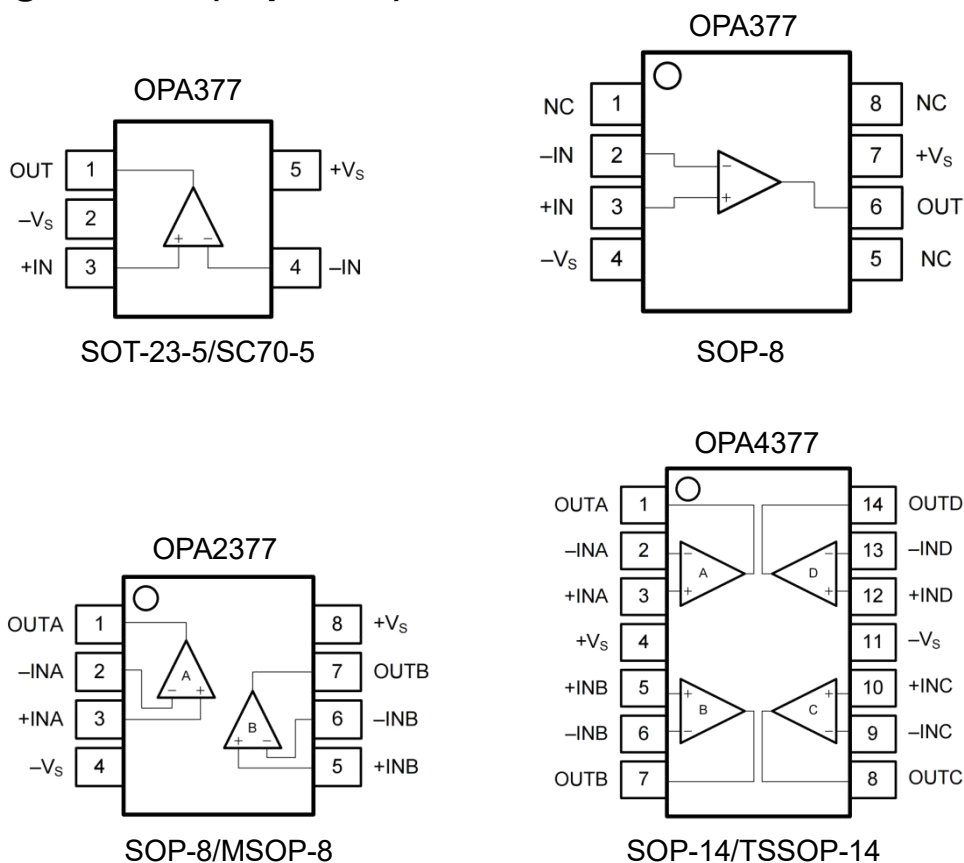 OPA377
OUT 1
–VS 2
+IN 3
5 +VS
4 –IN
+ −
SOT-23-5/SC70-5
OPA377
NC 1
–IN 2
+IN 3
–VS 4
8 NC
7 +VS
6 OUT
5 NC
−
+
SOP-8
OPA2377
OUTA 1
–INA 2
+INA 3
–VS 4
8 +VS
7 OUTB
6 –INB
5 +INB
A
− +
B
+ −
SOP-8/MSOP-8
OPA4377
OUTA 1
–INA 2
+INA 3
+VS 4
+INB 5
–INB 6
OUTB 7
14 OUTD
13 –IND
12 +IND
11 –VS
10 +INC
9 –INC
8 OUTC
−
A
+
−
D
+
+
B
−
+
C
−
SOP-14/TSSOP-14